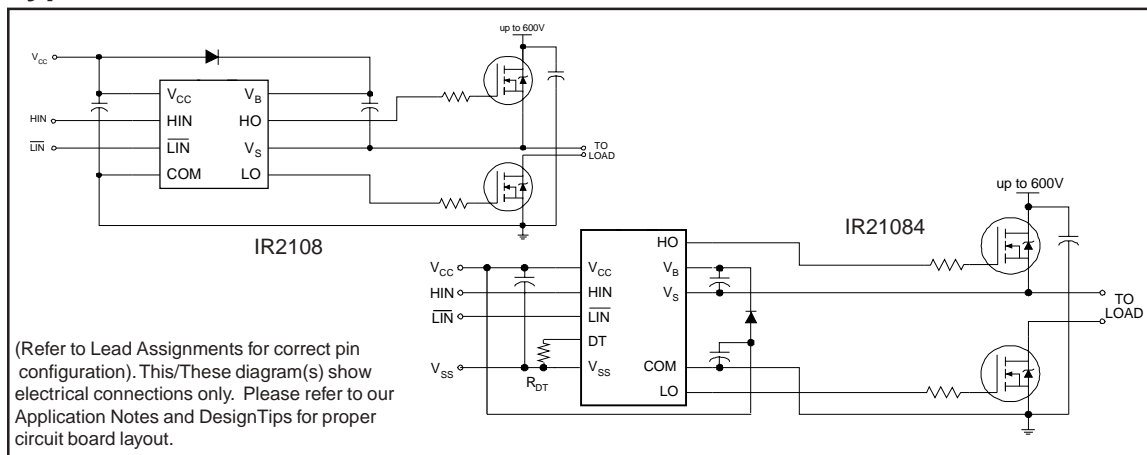 up to 600V
VCC
VCC
VB
HIN
HIN
HO
LIN
LIN
VS
TO
LOAD
COM
LO
IR2108
up to 600V
IR21084
HO
VCC
VCC
VB
HIN
HIN
VS
LIN
LIN
TO
LOAD
DT
VSS
RDT
VSS
COM
LO
(Refer to Lead Assignments for correct pin
configuration). This/These diagram(s) show
electrical connections only. Please refer to our
Application Notes and DesignTips for proper
circuit board layout.